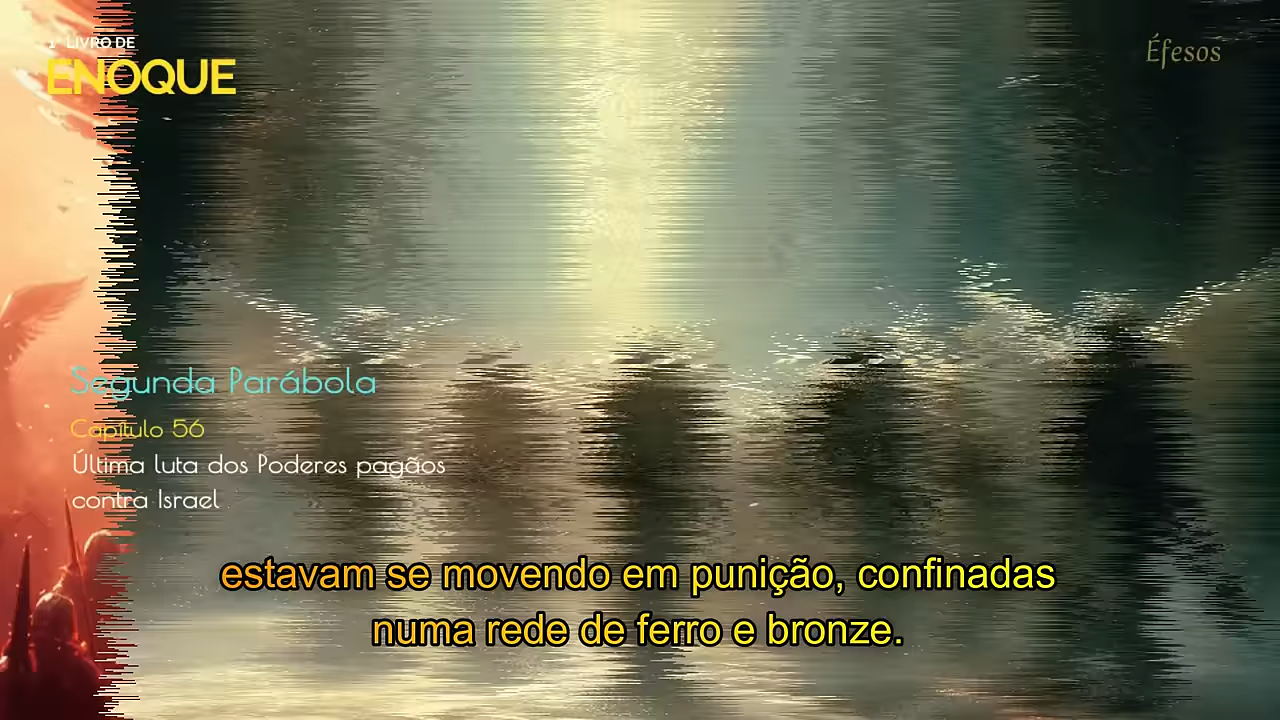 1º LIVRO DE
ENOQUE
Éfesos
Segunda Parábola
Capítulo 56
Última luta dos Poderes pagãos
contra Israel
estavam se movendo em punição, confinadas
numa rede de ferro e bronze.